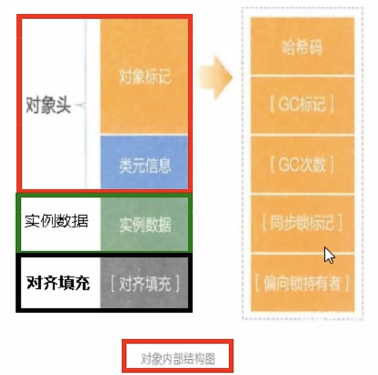 对象头
对象标记
类元信息
实例数据
实例数据
对齐填充
[对齐填充]
哈希码
[GC标记]
[GC次数]
[同步锁标记]
[偏向锁持有者]
对象内部结构图